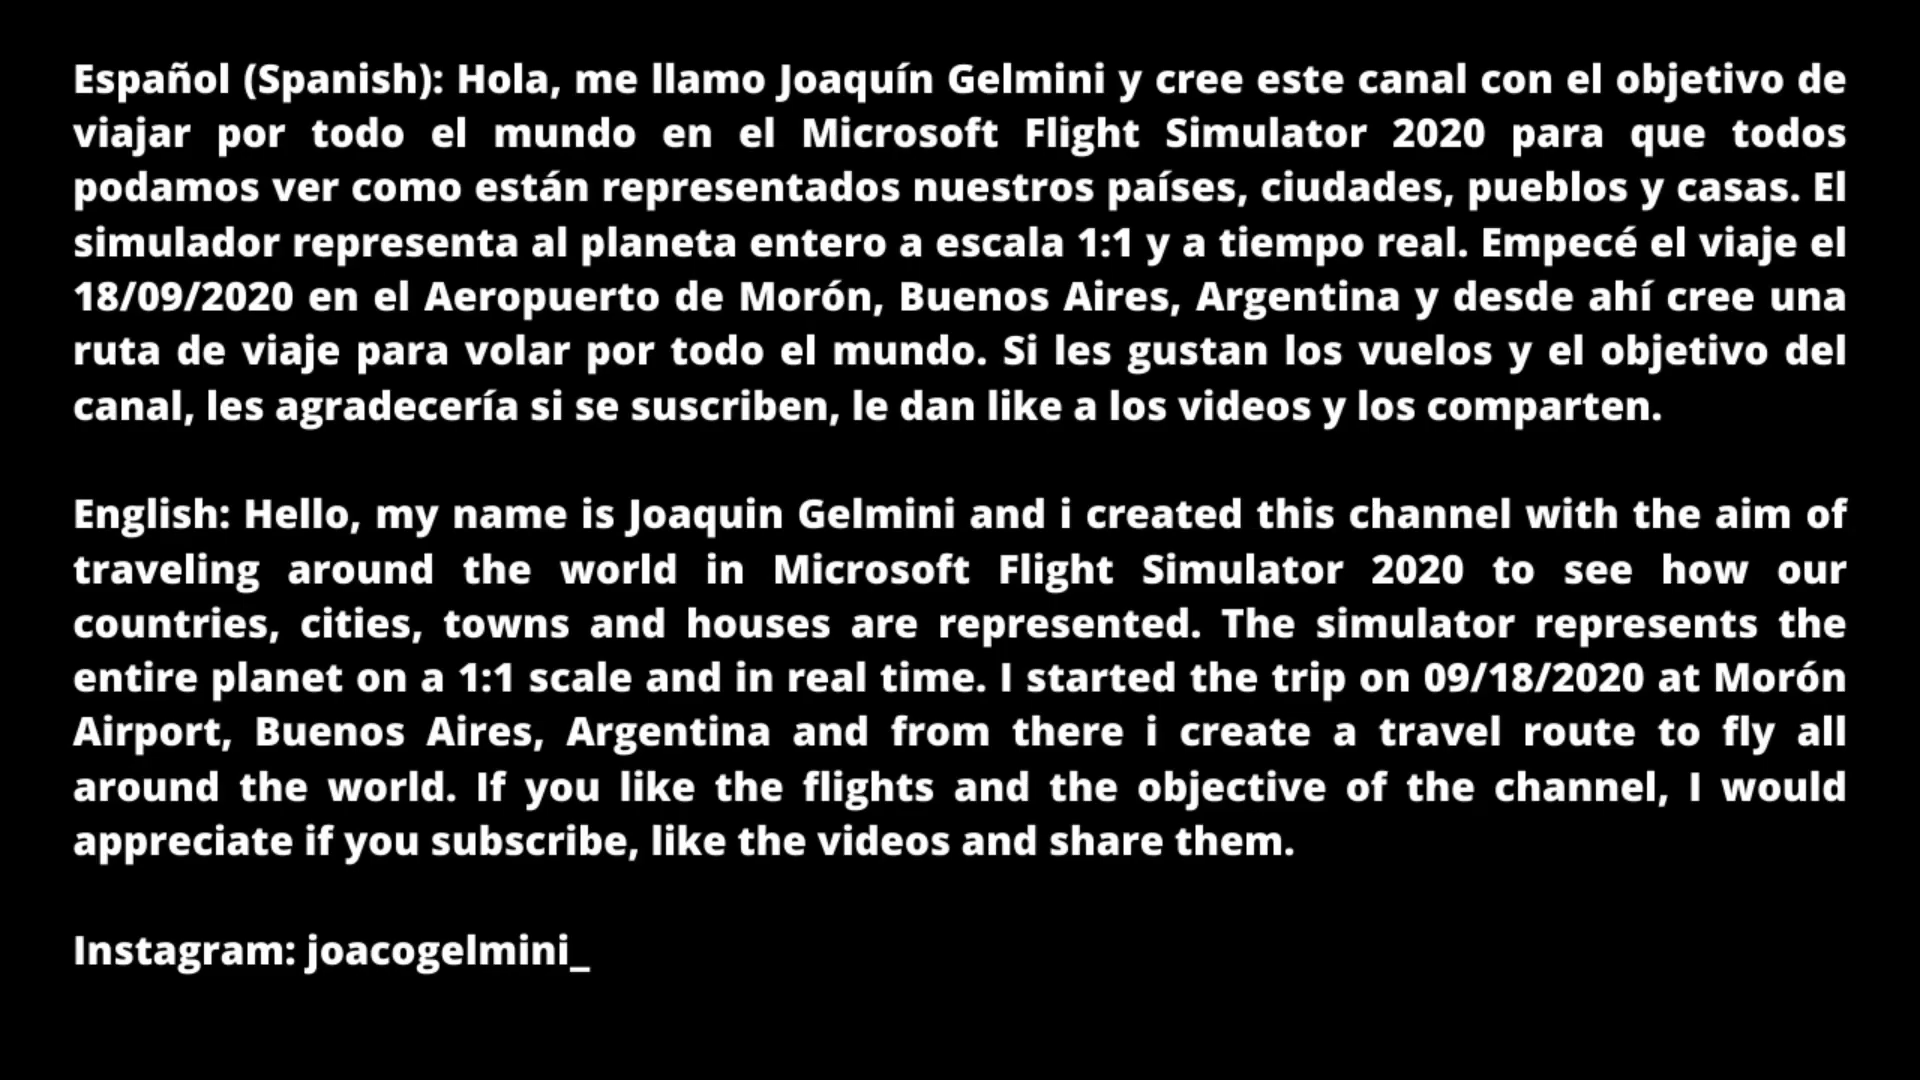 Español (Spanish): Hola, me llamo Joaquín Gelmini y cree este canal con el objetivo de
viajar por todo el mundo en el Microsoft Flight Simulator 2020 para que todos
podamos ver como están representados nuestros países, ciudades, pueblos y casas. El
simulador representa al planeta entero a escala 1:1 y a tiempo real. Empecé el viaje el
18/09/2020 en el Aeropuerto de Morón, Buenos Aires, Argentina y desde ahí cree una
ruta de viaje para volar por todo el mundo. Si les gustan los vuelos y el objetivo del
canal, les agradecería si se suscriben, le dan like a los videos y los comparten.
English: Hello, my name is Joaquin Gelmini and i created this channel with the aim of
traveling around the world in Microsoft Flight Simulator 2020 to see how our
countries, cities, towns and houses are represented. The simulator represents the
entire planet on a 1:1 scale and in real time. I started the trip on 09/18/2020 at Morón
Airport, Buenos Aires, Argentina and from there i create a travel route to fly all
around the world. If you like the flights and the objective of the channel, I would
appreciate if you subscribe, like the videos and share them.
Instagram: joacogelmini_